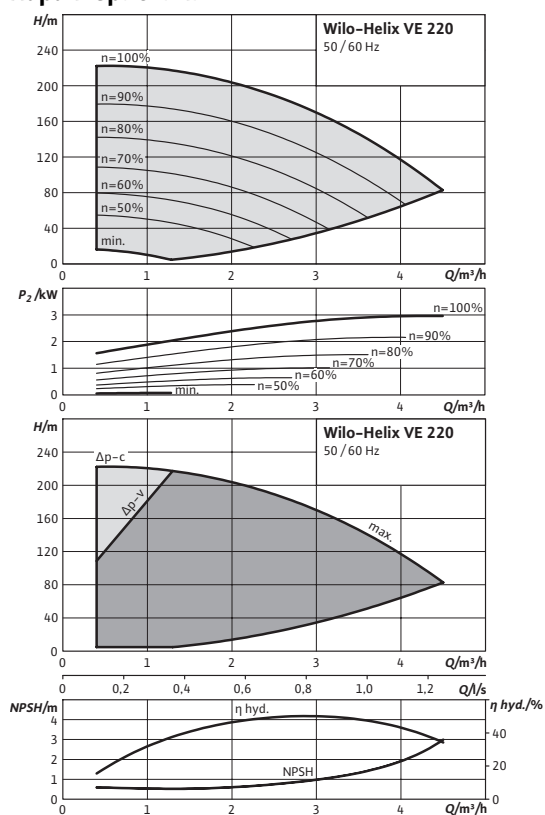 H/m
Wilo-Helix VE 220
50 / 60 Hz
240
200
160
120
80
40
0
n=100%
n=90%
n=80%
n=70%
n=60%
n=50%
min.
0 1 2 3 4 Q/m³/h
P₂ /kW
3
2
1
0
n=100%
n=90%
n=80%
n=70%
n=60%
n=50%
min.
0 1 2 3 4 Q/m³/h
H/m
Wilo-Helix VE 220
50 / 60 Hz
240
200
160
120
80
40
0
Δp-c
Δp-v
max.
0 1 2 3 4 Q/m³/h
0 0,2 0,4 0,6 0,8 1,0 1,2 Q/l/s
NPSH/m
η hyd./%
4
3
2
1
0
η hyd.
NPSH
40
20
0
0 1 2 3 4 Q/m³/h